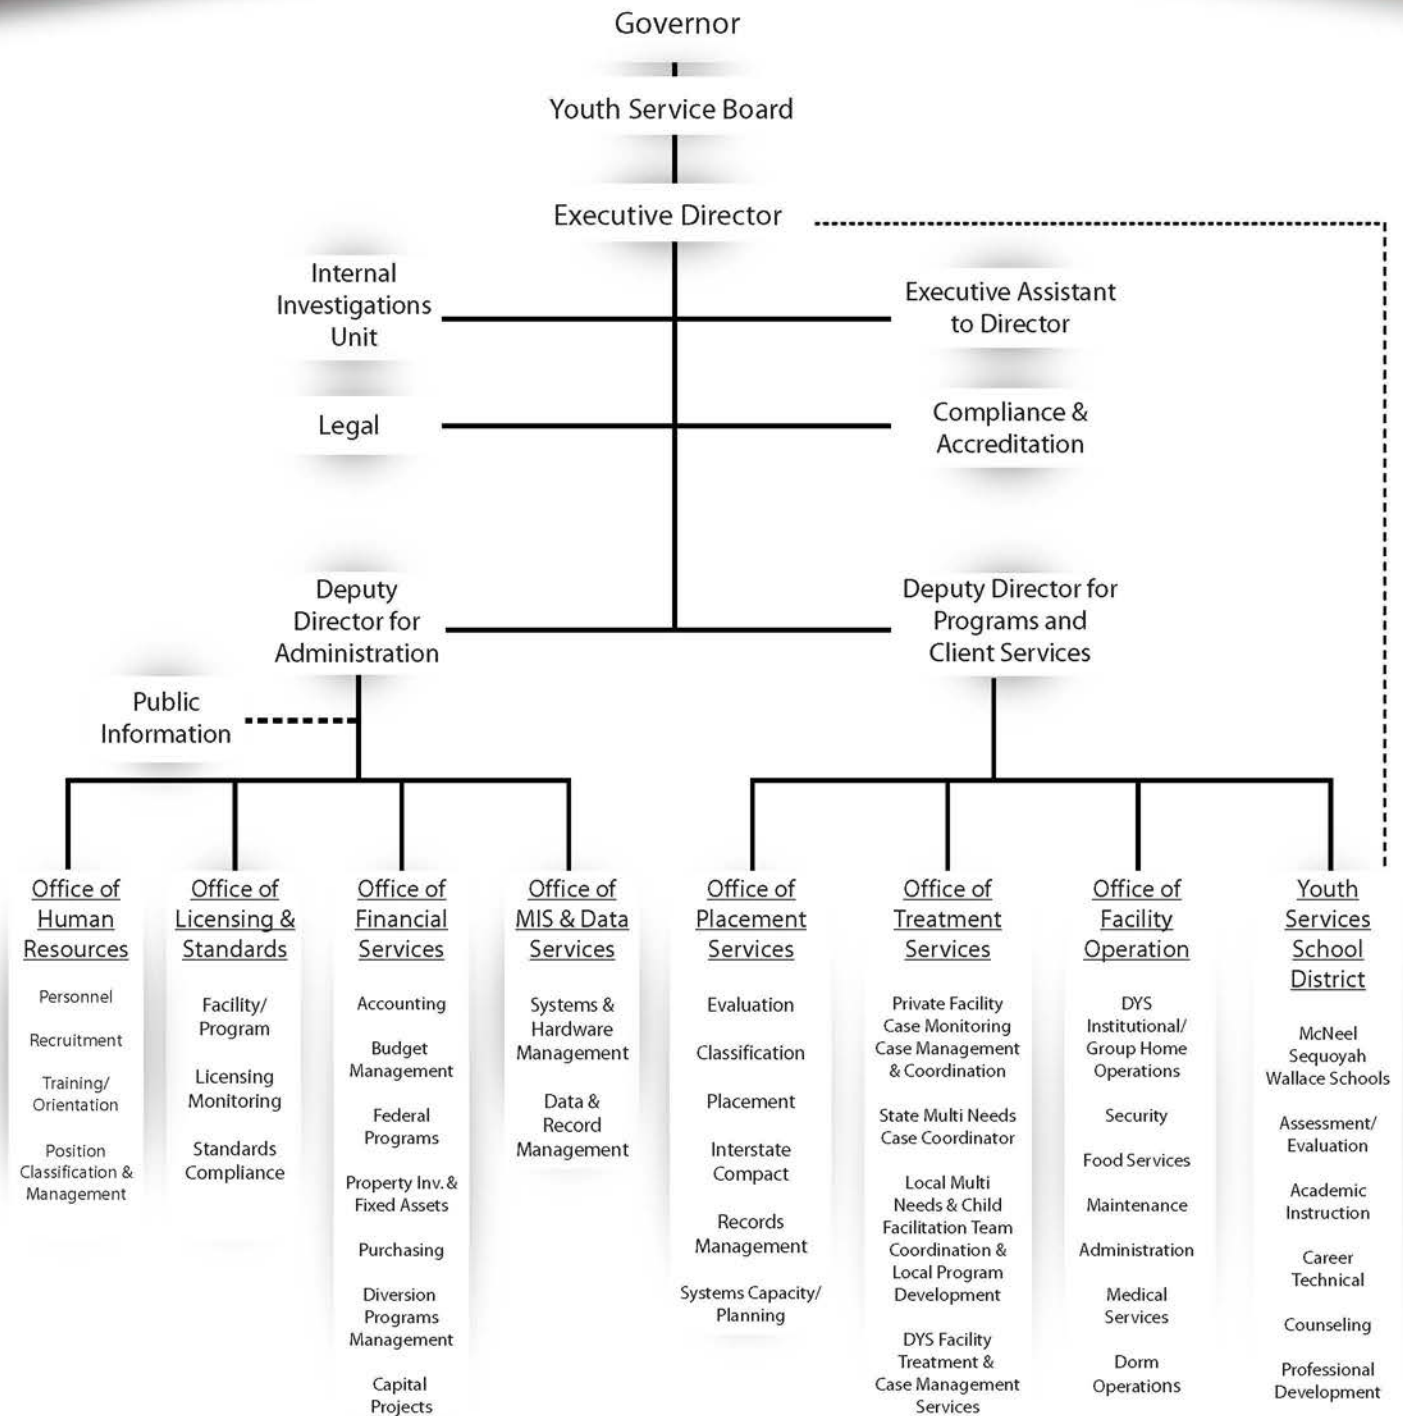 Governor
Youth Service Board
Executive Director
Internal
Investigations
Unit
Executive Assistant
to Director
Legal
Compliance &
Accreditation
Deputy
Director for
Administration
Deputy Director for
Programs and
Client Services
Public
Information
Office of
Human
Resources
Personnel
Recruitment
Training/
Orientation
Position
Classification &
Management
Office of
Licensing &
Standards
Facility/
Program
Licensing
Monitoring
Standards
Compliance
Office of
Financial
Services
Accounting
Budget
Management
Federal
Programs
Property Inv. &
Fixed Assets
Purchasing
Diversion
Programs
Management
Capital
Projects
Office of
MIS & Data
Services
Systems &
Hardware
Management
Data &
Record
Management
Office of
Placement
Services
Evaluation
Classification
Placement
Interstate
Compact
Records
Management
Systems Capacity/
Planning
Office of
Treatment
Services
Private Facility
Case Monitoring
Case Management
& Coordination
State Multi Needs
Case Coordinator
Local Multi
Needs & Child
Facilitation Team
Coordination &
Local Program
Development
DYS Facility
Treatment &
Case Management
Services
Office of
Facility
Operation
DYS
Institutional/
Group Home
Operations
Security
Food Services
Maintenance
Administration
Medical
Services
Dorm
Operations
Youth
Services
School
District
McNeel
Sequoyah
Wallace Schools
Assessment/
Evaluation
Academic
Instruction
Career
Technical
Counseling
Professional
Development